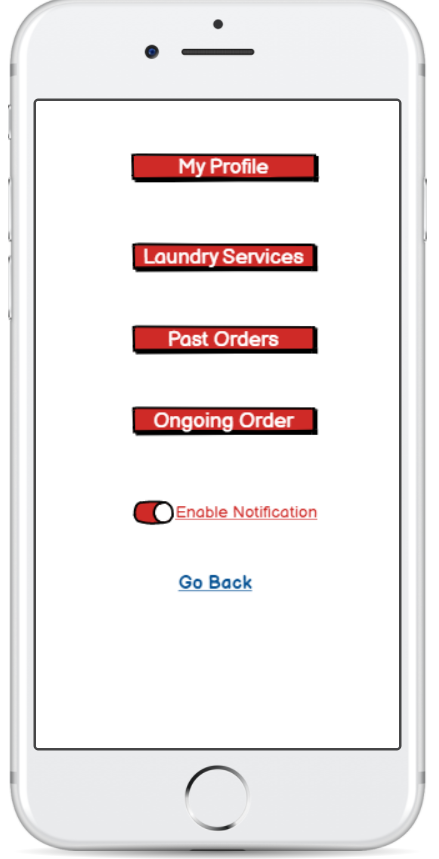 My Profile
Laundry Services
Past Orders
Ongoing Order
Enable Notification
Go Back